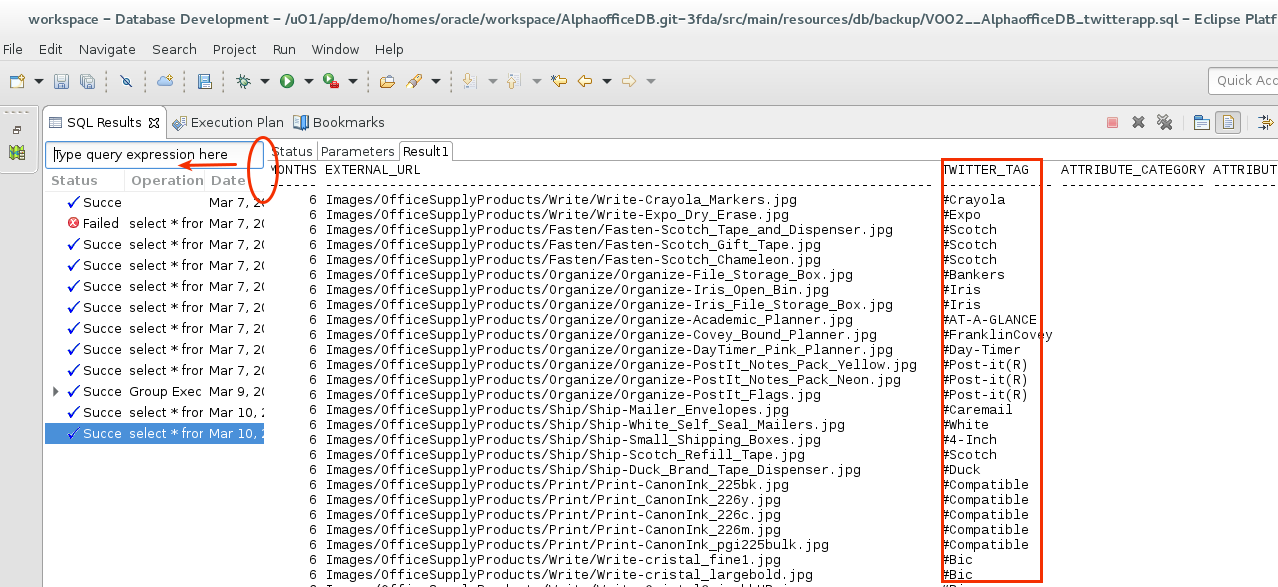 workspace – Database Development – /u01/app/demo/homes/oracle/workspace/AlphaofficeDB.git-3fda/src/main/resources/db/backup/V002__AlphaofficeDB_twitterapp.sql – Eclipse Platf
File Edit Navigate Search Project Run Window Help
Quick Acc
SQL Results Execution Plan Bookmarks
Type query expression here
Status Parameters Result1
Status Operation Date
MONTHS EXTERNAL_URL TWITTER_TAG ATTRIBUTE_CATEGORY ATTRIBUT
Succe Mar 7, 20
Failed select * fror Mar 7, 20
Succe select * fror Mar 7, 20
Succe select * fror Mar 7, 20
Succe select * fror Mar 7, 20
Succe select * fror Mar 7, 20
Succe select * fror Mar 7, 20
Succe select * fror Mar 7, 20
Succe select * fror Mar 7, 20
Succe Group Exec Mar 9, 20
Succe select * fror Mar 10, 2
Succe select * fror Mar 10, 2
6 Images/OfficeSupplyProducts/Write/Write-Crayola_Markers.jpg #Crayola
6 Images/OfficeSupplyProducts/Write/Write-Expo_Dry_Erase.jpg #Expo
6 Images/OfficeSupplyProducts/Fasten/Fasten-Scotch_Tape_and_Dispenser.jpg #Scotch
6 Images/OfficeSupplyProducts/Fasten/Fasten-Scotch_Gift_Tape.jpg #Scotch
6 Images/OfficeSupplyProducts/Fasten/Fasten-Scotch_Chameleon.jpg #Scotch
6 Images/OfficeSupplyProducts/Organize/Organize-File_Storage_Box.jpg #Bankers
6 Images/OfficeSupplyProducts/Organize/Organize-Iris_Open_Bin.jpg #Iris
6 Images/OfficeSupplyProducts/Organize/Organize-Iris_File_Storage_Box.jpg #Iris
6 Images/OfficeSupplyProducts/Organize/Organize-Academic_Planner.jpg #AT-A-GLANCE
6 Images/OfficeSupplyProducts/Organize/Organize-Covey_Bound_Planner.jpg #FranklinCovey
6 Images/OfficeSupplyProducts/Organize/Organize-DayTimer_Pink_Planner.jpg #Day-Timer
6 Images/OfficeSupplyProducts/Organize/Organize-PostIt_Notes_Pack_Yellow.jpg #Post-it(R)
6 Images/OfficeSupplyProducts/Organize/Organize-PostIt_Notes_Pack_Neon.jpg #Post-it(R)
6 Images/OfficeSupplyProducts/Organize/Organize-PostIt_Flags.jpg #Post-it(R)
6 Images/OfficeSupplyProducts/Ship/Ship-Mailer_Envelopes.jpg #Caremail
6 Images/OfficeSupplyProducts/Ship/Ship-White_Self_Seal_Mailers.jpg #White
6 Images/OfficeSupplyProducts/Ship/Ship-Small_Shipping_Boxes.jpg #4-Inch
6 Images/OfficeSupplyProducts/Ship/Ship-Scotch_Refill_Tape.jpg #Scotch
6 Images/OfficeSupplyProducts/Ship/Ship-Duck_Brand_Tape_Dispenser.jpg #Duck
6 Images/OfficeSupplyProducts/Print/Print-CanonInk_225bk.jpg #Compatible
6 Images/OfficeSupplyProducts/Print/Print-CanonInk_226y.jpg #Compatible
6 Images/OfficeSupplyProducts/Print/Print-CanonInk_226c.jpg #Compatible
6 Images/OfficeSupplyProducts/Print/Print-CanonInk_226m.jpg #Compatible
6 Images/OfficeSupplyProducts/Print/Print-CanonInk_pgi225bulk.jpg #Compatible
6 Images/OfficeSupplyProducts/Write/Write-cristal_fine1.jpg #Bic
6 Images/OfficeSupplyProducts/Write/Write-cristal_largebold.jpg #Bic